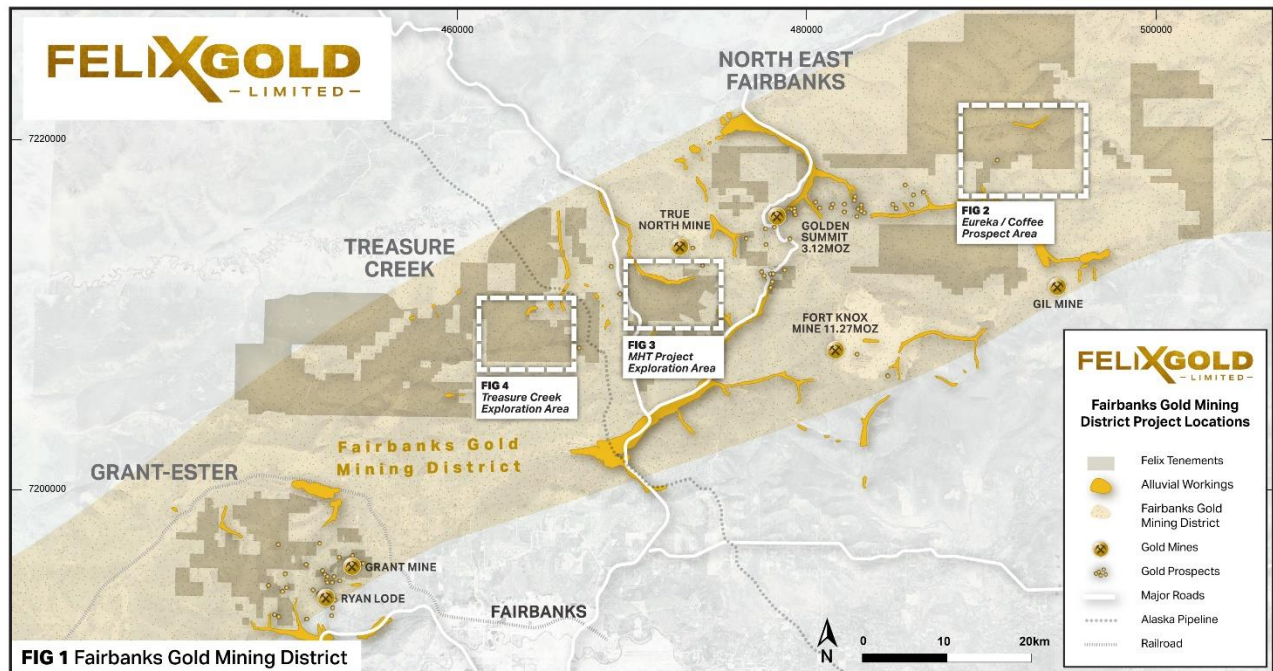 FELIXGOLD
LIMITED
460000
480000
500000
7220000
7200000
NORTH EAST
FAIRBANKS
TRUE
NORTH MINE
GOLDEN
SUMMIT
3.12MOZ
FIG 2
Eureka / Coffee
Prospect Area
TREASURE
CREEK
GIL MINE
FORT KNOX
MINE 11.27MOZ
FIG 3
MHT Project
Exploration Area
FIG 4
Treasure Creek
Exploration Area
Fairbanks Gold
Mining District
GRANT-ESTER
GRANT MINE
RYAN LODE
FAIRBANKS
FELIXGOLD
LIMITED
Fairbanks Gold Mining
District Project Locations
Felix Tenements
Alluvial Workings
Fairbanks Gold
Mining District
Gold Mines
Gold Prospects
Major Roads
Alaska Pipeline
Railroad
N
0 10 20km
FIG 1 Fairbanks Gold Mining District